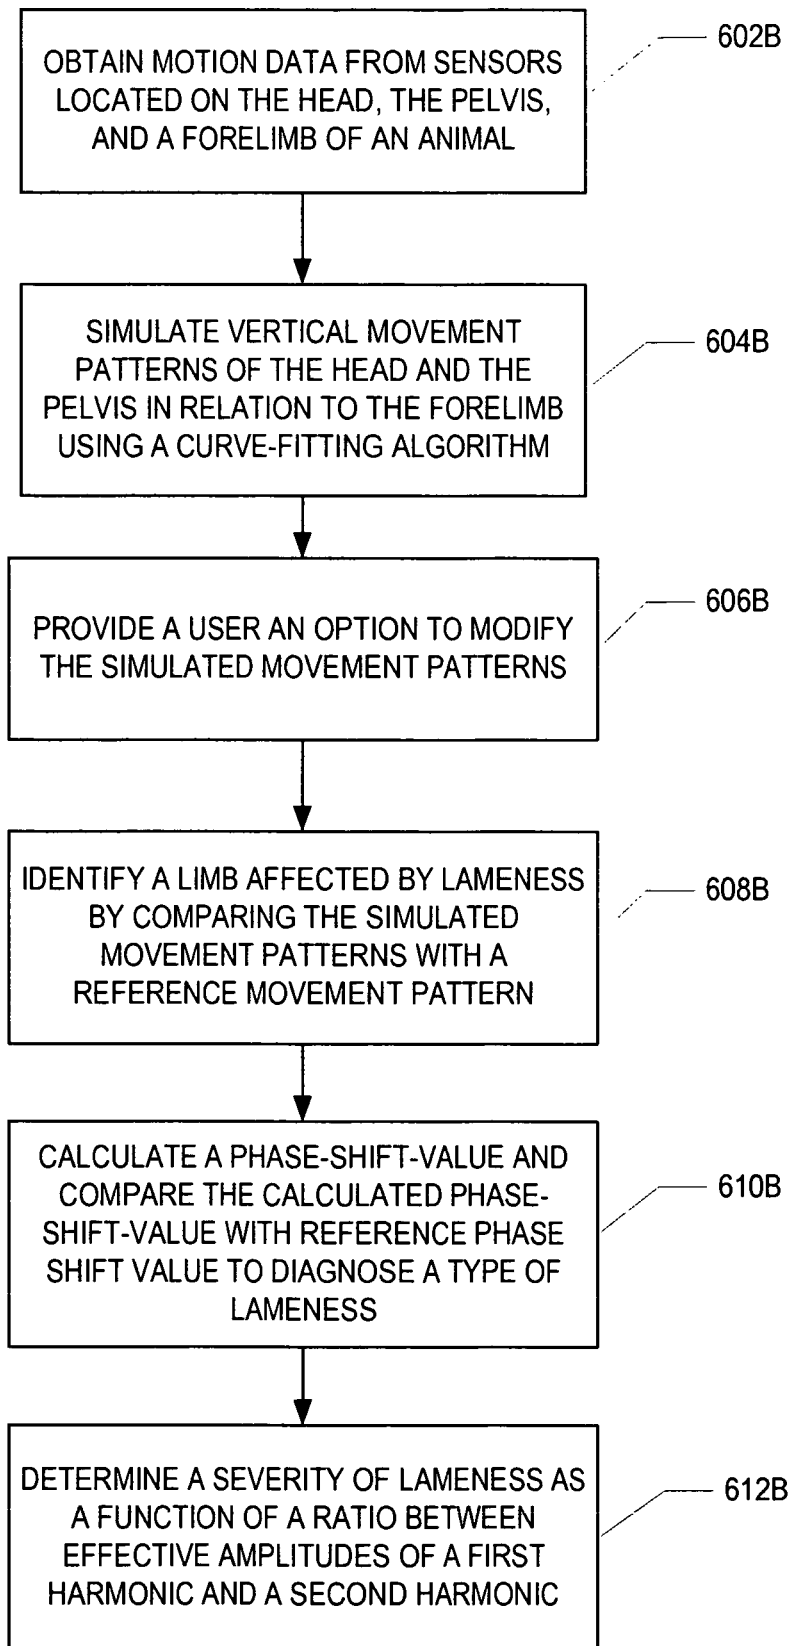 OBTAIN MOTION DATA FROM SENSORS
LOCATED ON THE HEAD, THE PELVIS,
AND A FORELIMB OF AN ANIMAL
602B
SIMULATE VERTICAL MOVEMENT
PATTERNS OF THE HEAD AND THE
PELVIS IN RELATION TO THE FORELIMB
USING A CURVE-FITTING ALGORITHM
604B
PROVIDE A USER AN OPTION TO MODIFY
THE SIMULATED MOVEMENT PATTERNS
606B
IDENTIFY A LIMB AFFECTED BY LAMENESS
BY COMPARING THE SIMULATED
MOVEMENT PATTERNS WITH A
REFERENCE MOVEMENT PATTERN
608B
CALCULATE A PHASE-SHIFT-VALUE AND
COMPARE THE CALCULATED PHASE-
SHIFT-VALUE WITH REFERENCE PHASE
SHIFT VALUE TO DIAGNOSE A TYPE OF
LAMENESS
610B
DETERMINE A SEVERITY OF LAMENESS AS
A FUNCTION OF A RATIO BETWEEN
EFFECTIVE AMPLITUDES OF A FIRST
HARMONIC AND A SECOND HARMONIC
612B